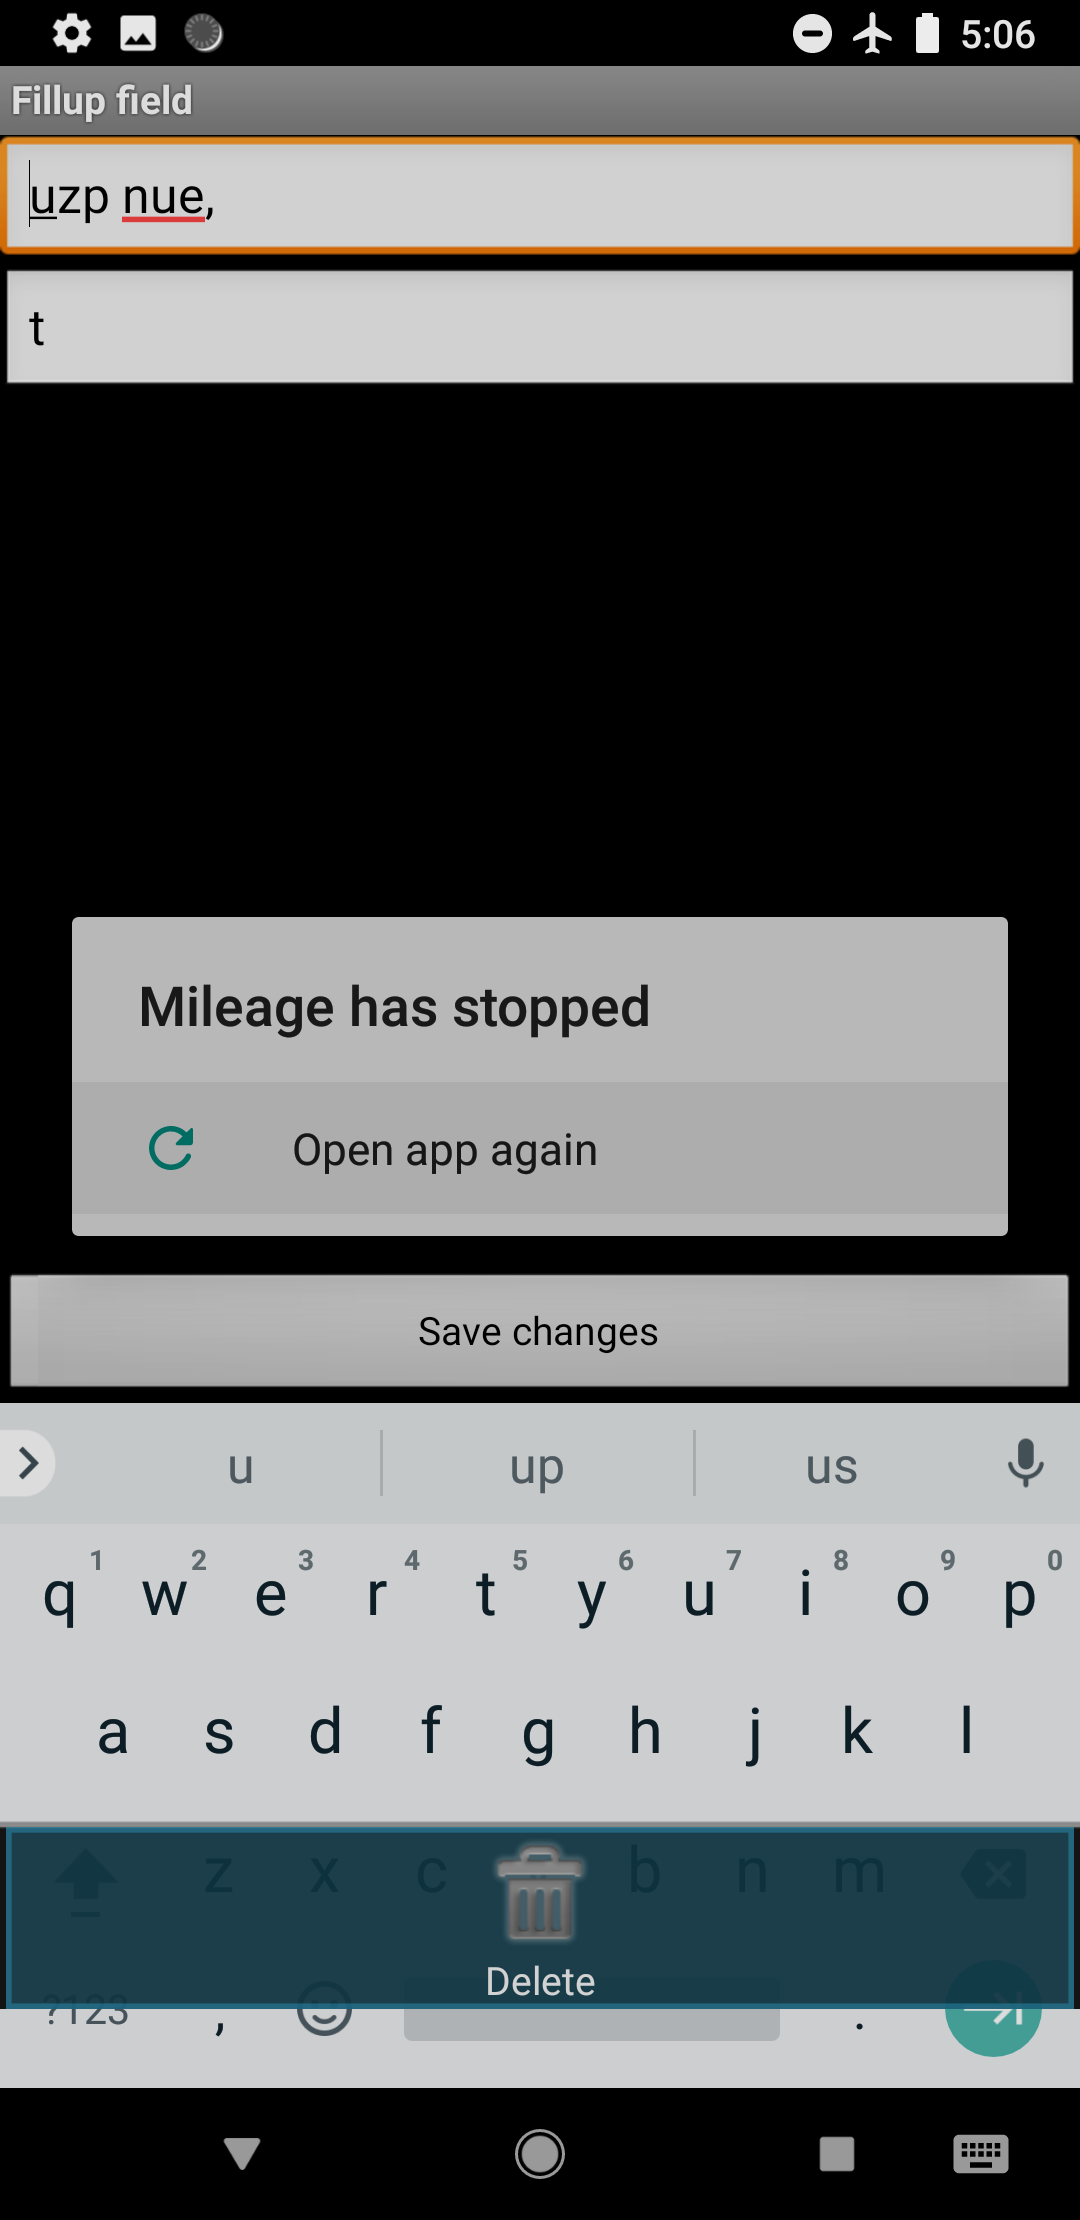 5:06
Fillup field
uzp nue,
t
Mileage has stopped
Open app again
Save changes
u up us
1 2 3 4 5 6 7 8 9 0
q w e r t y u i o p
a s d f g h j k l
z x c b n m
Delete
?123 , .